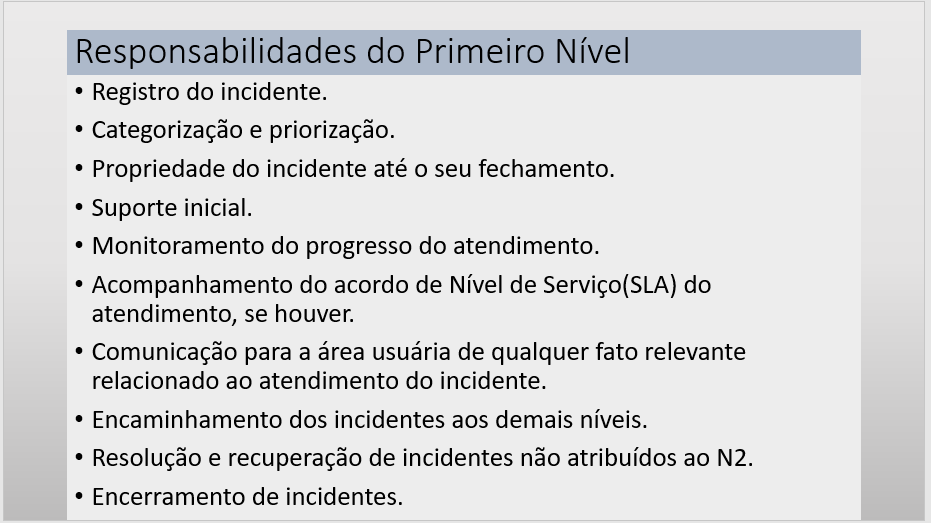 Responsabilidades do Primeiro Nível
• Registro do incidente.
• Categorização e priorização.
• Propriedade do incidente até o seu fechamento.
• Suporte inicial.
• Monitoramento do progresso do atendimento.
• Acompanhamento do acordo de Nível de Serviço(SLA) do
atendimento, se houver.
• Comunicação para a área usuária de qualquer fato relevante
relacionado ao atendimento do incidente.
• Encaminhamento dos incidentes aos demais níveis.
• Resolução e recuperação de incidentes não atribuídos ao N2.
• Encerramento de incidentes.